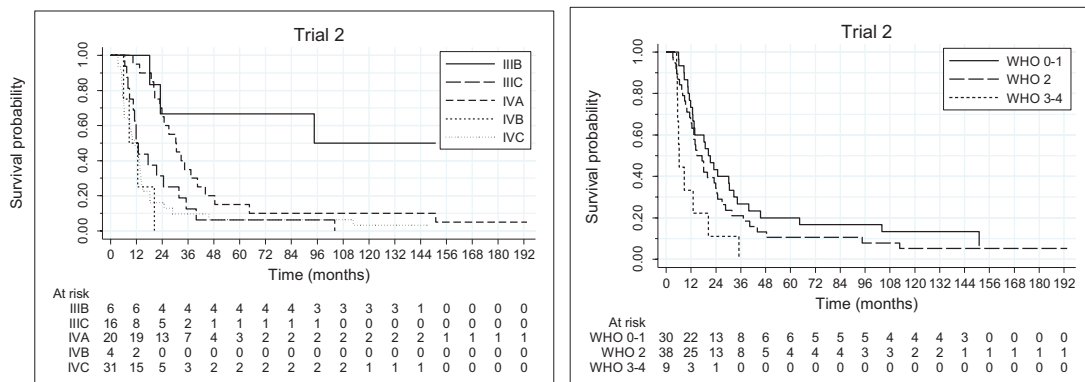 Trial 2
Survival probability
1.00
0.80
0.60
0.40
0.20
0.00
IIIB
IIIC
IVA
IVB
IVC
0 12 24 36 48 60 72 84 96 108 120 132 144 156 168 180 192
Time (months)
At risk
IIIB 6 6 4 4 4 4 4 4 3 3 3 3 1 0 0 0 0
IIIC 16 8 5 2 1 1 1 1 1 0 0 0 0 0 0 0 0
IVA 20 19 13 7 4 3 2 2 2 2 2 2 2 1 1 1 1
IVB 4 2 0 0 0 0 0 0 0 0 0 0 0 0 0 0 0
IVC 31 15 5 3 2 2 2 2 2 2 1 1 1 0 0 0 0
Trial 2
Survival probability
1.00
0.80
0.60
0.40
0.20
0.00
WHO 0-1
WHO 2
WHO 3-4
0 12 24 36 48 60 72 84 96 108 120 132 144 156 168 180 192
Time (months)
At risk
WHO 0-1 30 22 13 8 6 6 5 5 5 4 4 4 3 0 0 0 0
WHO 2 38 25 13 8 5 4 4 4 3 3 2 2 1 1 1 1 1
WHO 3-4 9 3 1 0 0 0 0 0 0 0 0 0 0 0 0 0 0